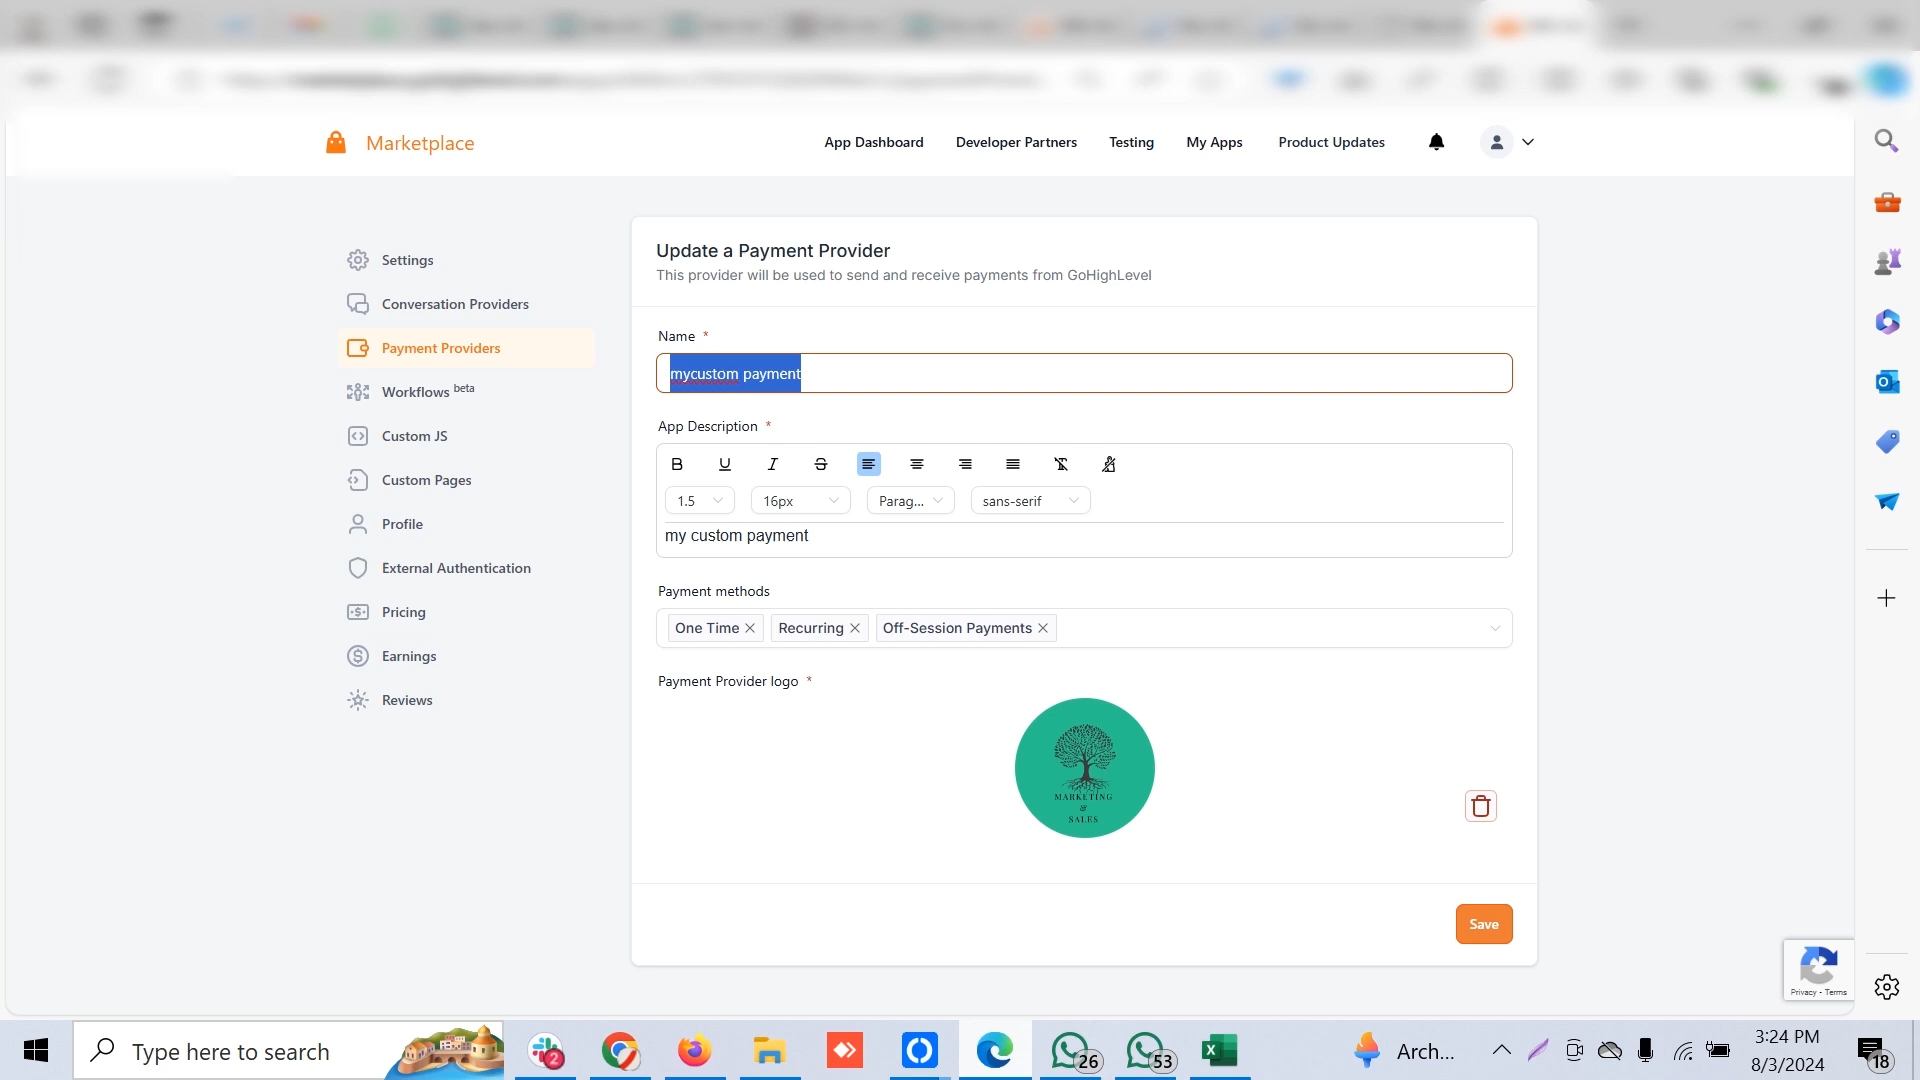 Marketplace
App Dashboard
Developer Partners
Testing
My Apps
Product Updates
Settings
Conversation Providers
Payment Providers
Workflows beta
Custom JS
Custom Pages
Profile
External Authentication
Pricing
Earnings
Reviews
Update a Payment Provider
This provider will be used to send and receive payments from GoHighLevel
Name *
mycustom payment
App Description *
B U I S
1.5 16px Parag... sans-serif
my custom payment
Payment methods
One Time Recurring Off-Session Payments
Payment Provider logo *
MARKETING
&
SALES
Save
Privacy - Terms
Type here to search
2
26
53
Arch...
3:24 PM
8/3/2024
18